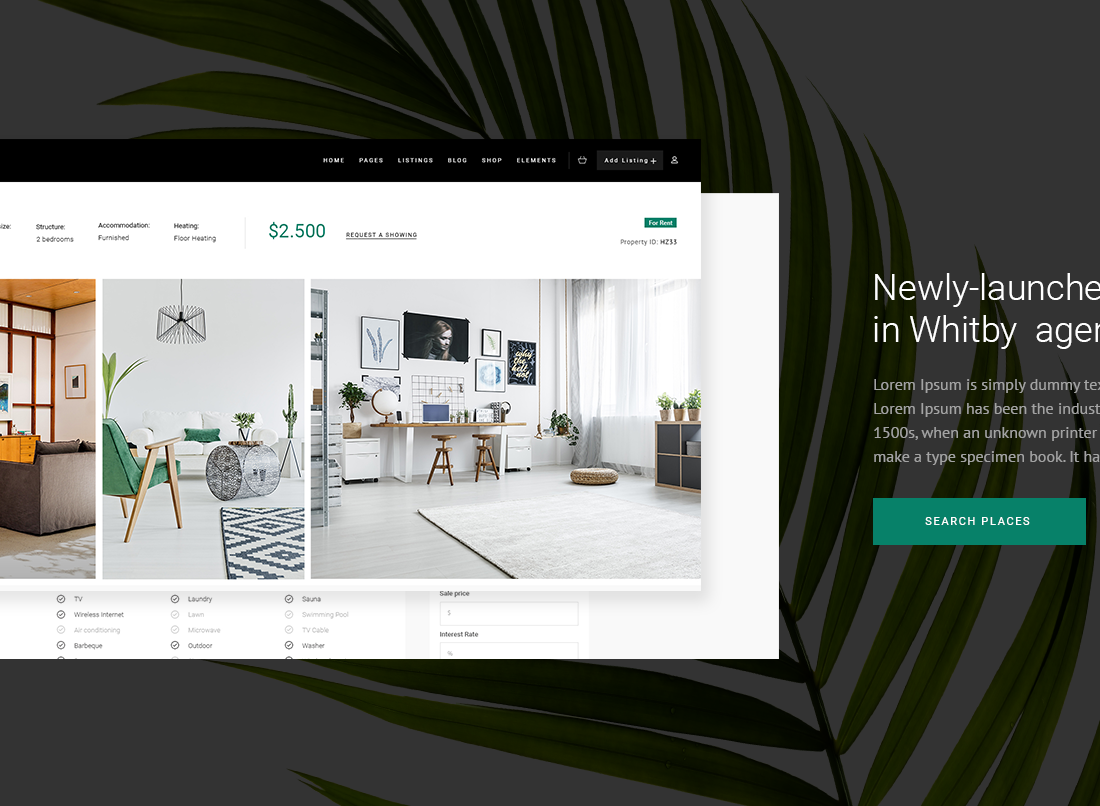 HOME PAGES LISTINGS BLOG SHOP ELEMENTS Add Listing +
Structure:
2 bedrooms
Accommodation:
Furnished
Heating:
Floor Heating
$2.500
REQUEST A SHOWING
For Rent
Property ID: HZ33
TV
Wireless Internet
Air conditioning
Barbeque
Laundry
Lawn
Microwave
Outdoor
Sauna
Swimming Pool
TV Cable
Washer
Sale price
$
Interest Rate
%
Newly-launche
in Whitby agen
Lorem Ipsum is simply dummy tex
Lorem Ipsum has been the indust
1500s, when an unknown printer
make a type specimen book. It ha
SEARCH PLACES